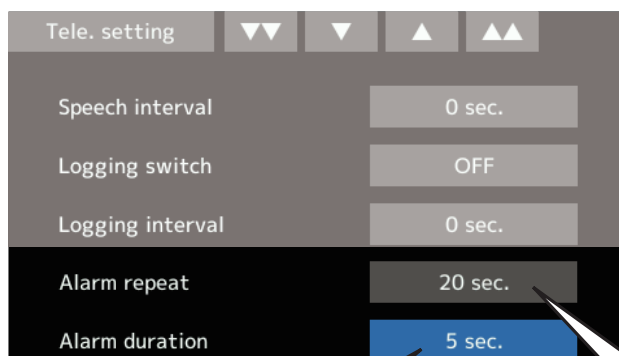 Tele. setting ▼▼ ▼ ▲ ▲▲
Speech interval 0 sec.
Logging switch OFF
Logging interval 0 sec.
Alarm repeat 20 sec.
Alarm duration 5 sec.